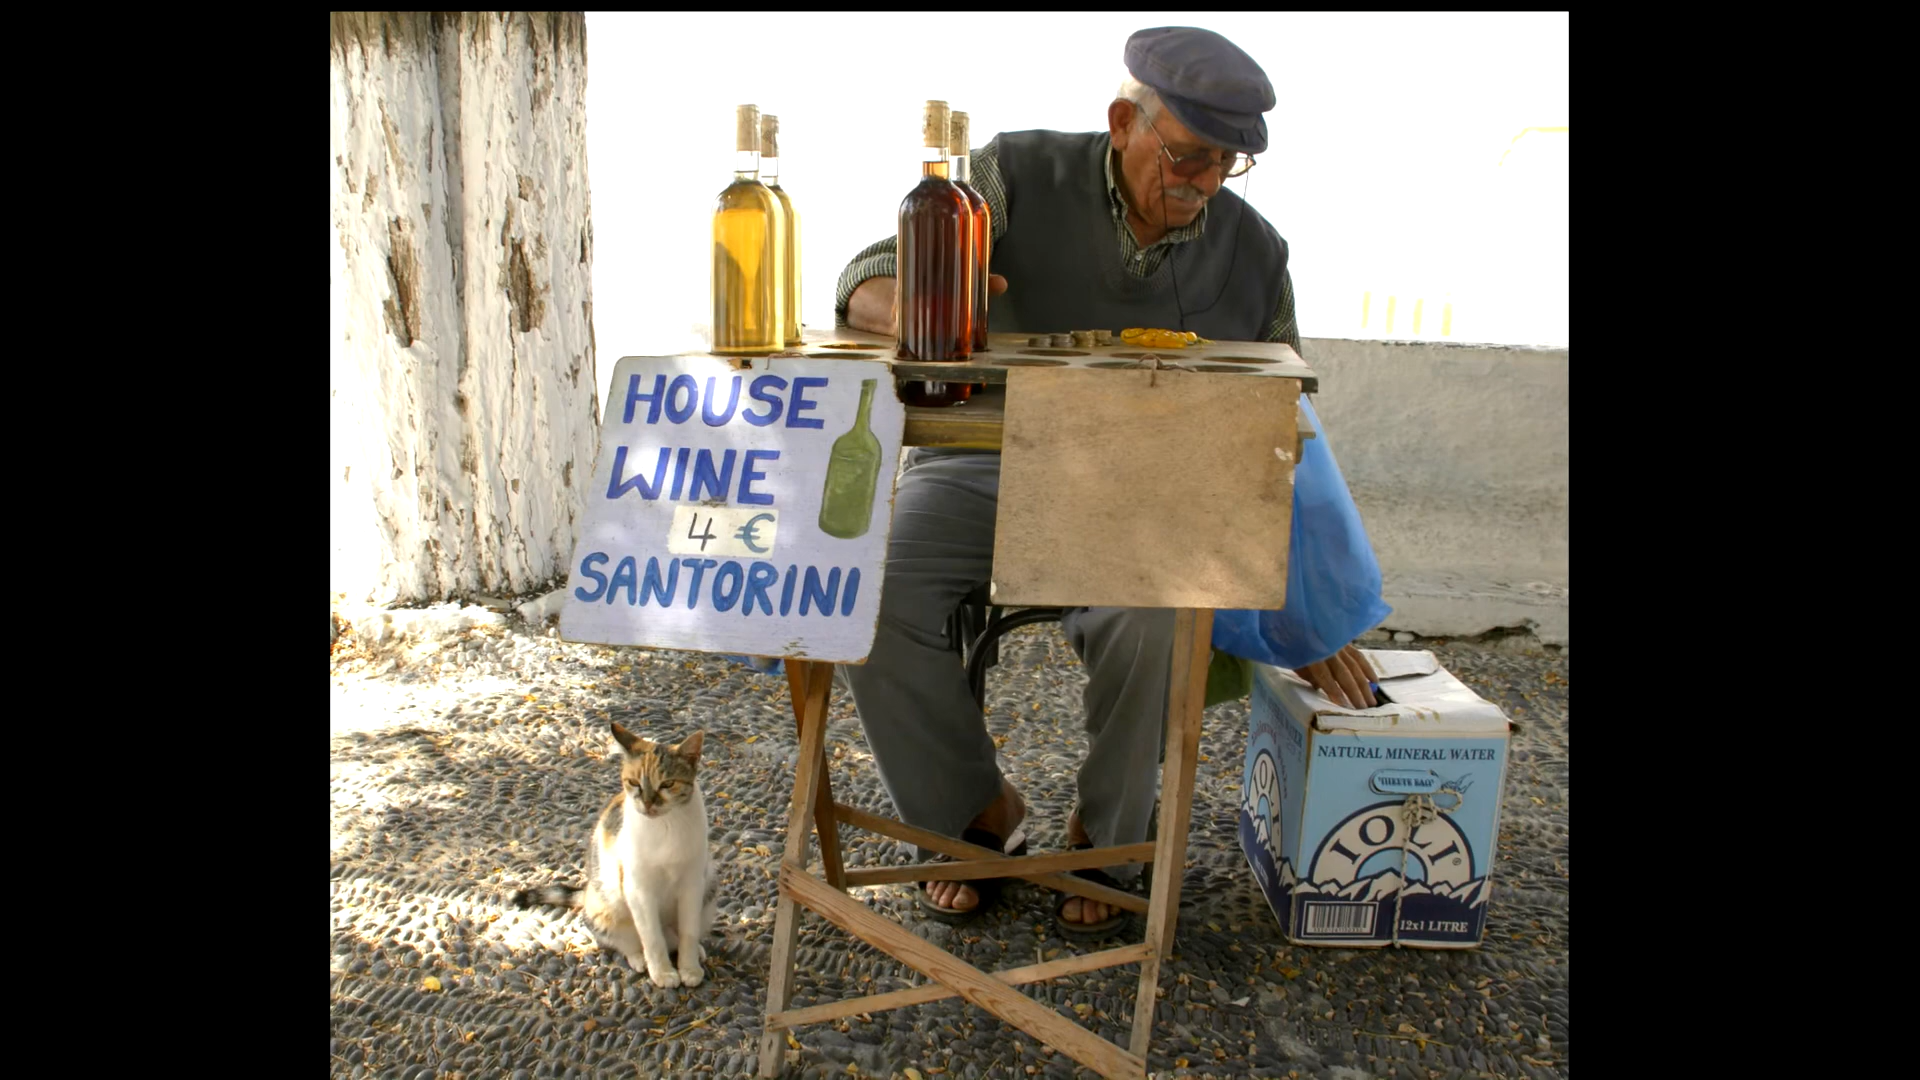 HOUSE
WINE
4 €
SANTORINI
NATURAL MINERAL WATER
IOLI®
12x1 LITRE